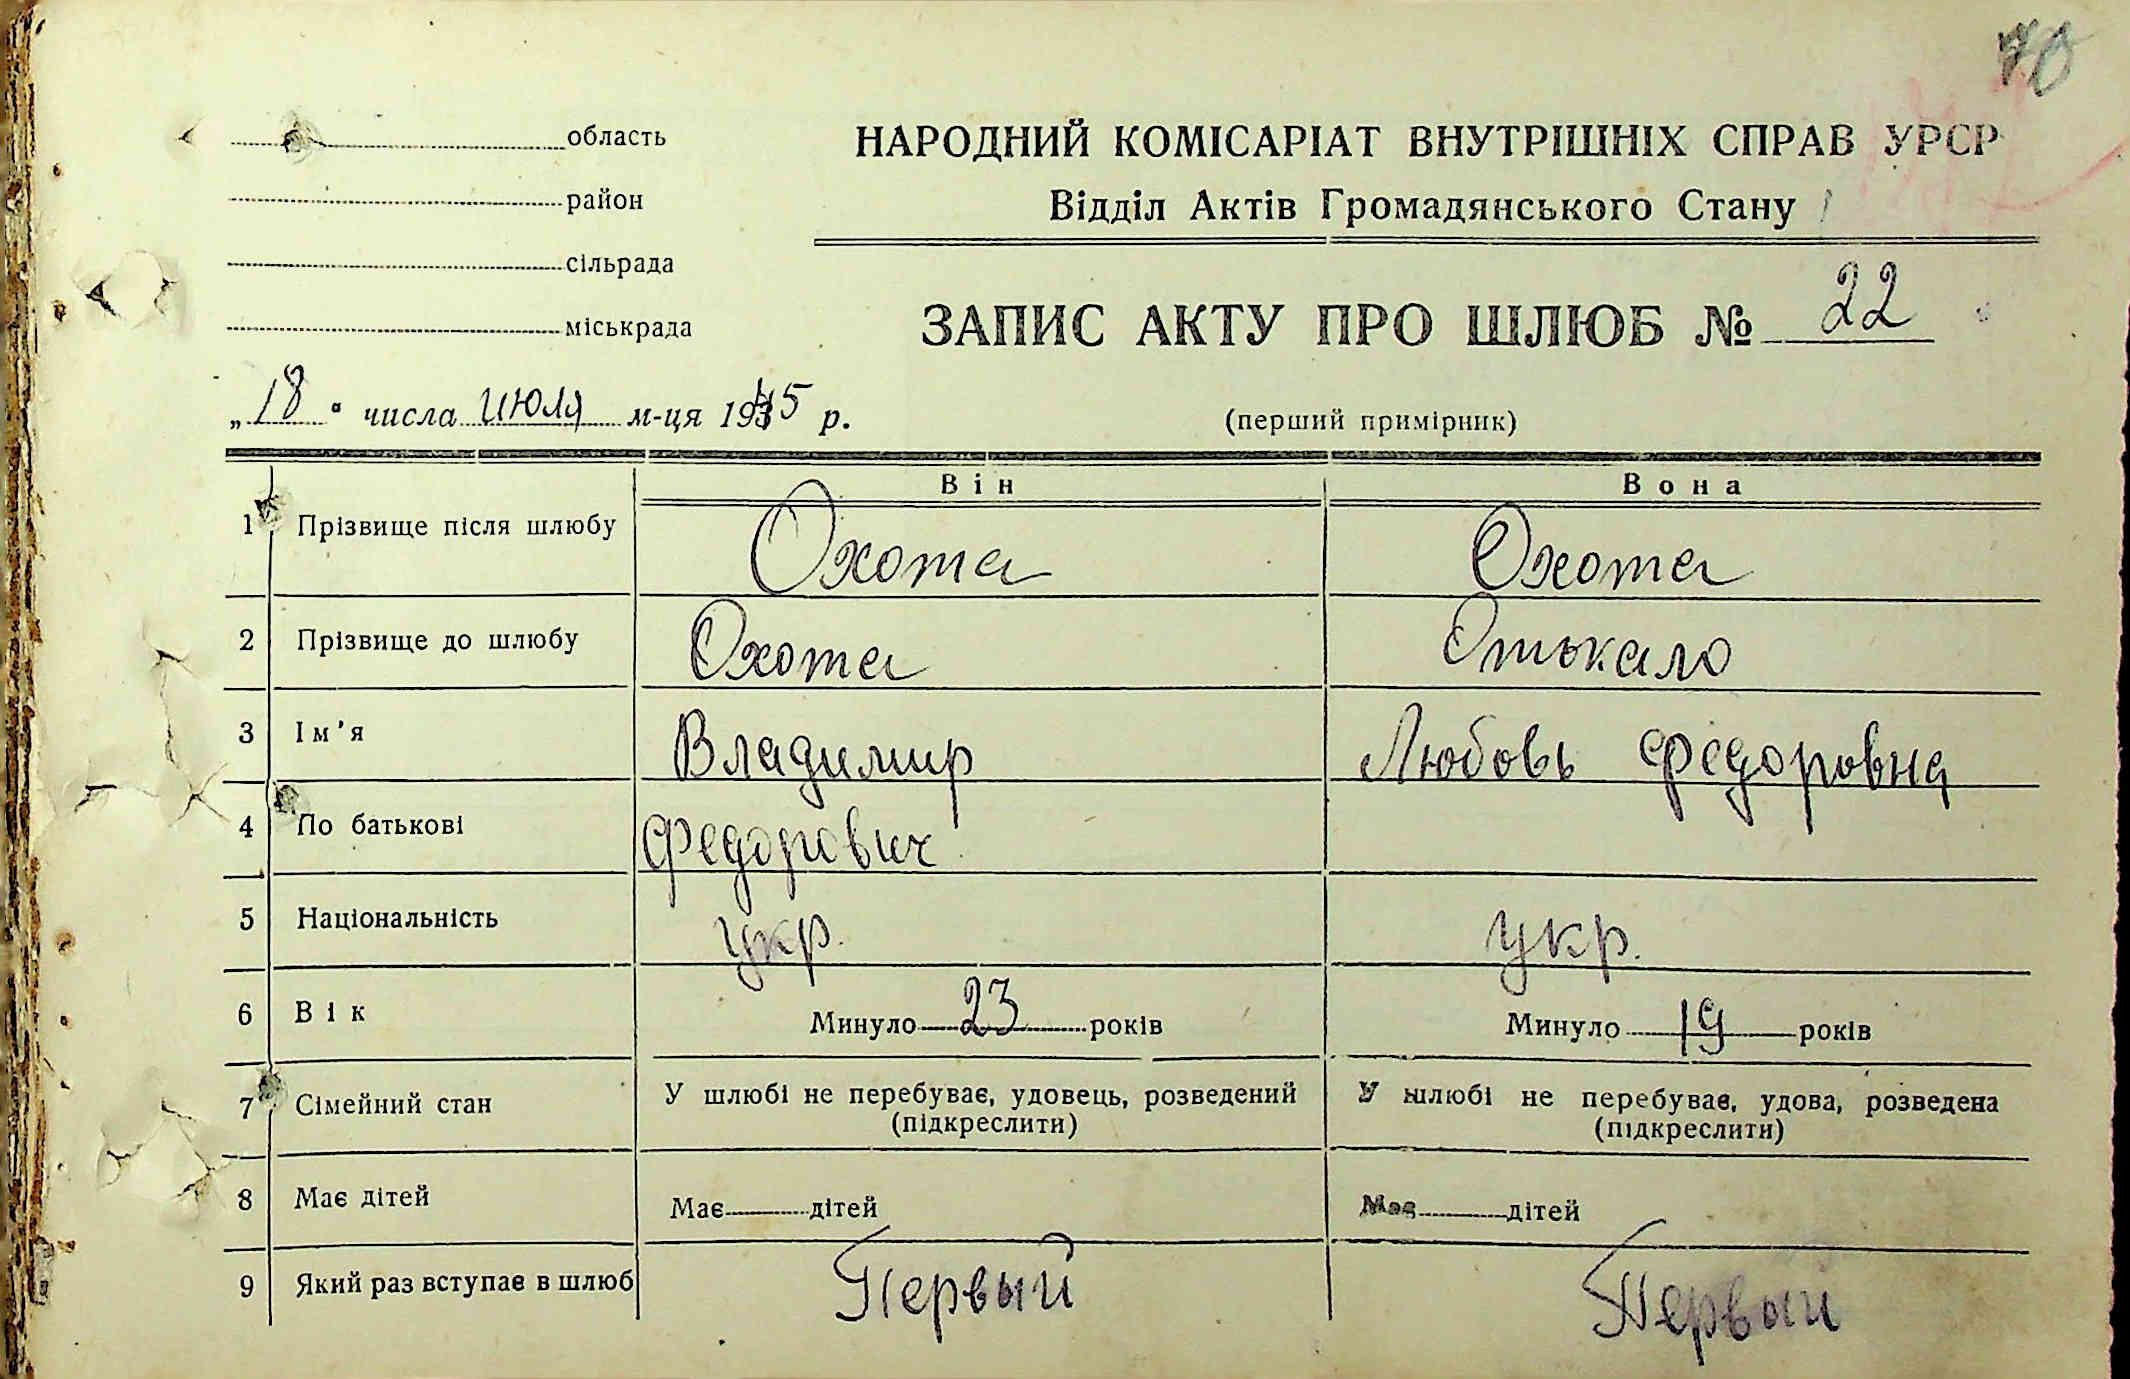 70
область
НАРОДНИЙ КОМІСАРІАТ ВНУТРІШНІХ СПРАВ УРСР
район
Відділ Актів Громадянського Стану
сільрада
міськрада
ЗАПИС АКТУ ПРО ШЛЮБ № 22
„18“ числа июля м-ця 1945 р.
(перший примірник)
Він Вона
1 Прізвище після шлюбу Охота Охота
2 Прізвище до шлюбу Охота Отькало
3 Ім'я Владимир Любовь Федоровна
4 По батькові Федорович
5 Національність укр. укр.
6 Вік Минуло 23 років Минуло 19 років
7 Сімейний стан У шлюбі не перебуває, удовець, розведений (підкреслити) У шлюбі не перебуває, удова, розведена (підкреслити)
8 Має дітей Має дітей Має дітей
9 Який раз вступає в шлюб Первый Первый